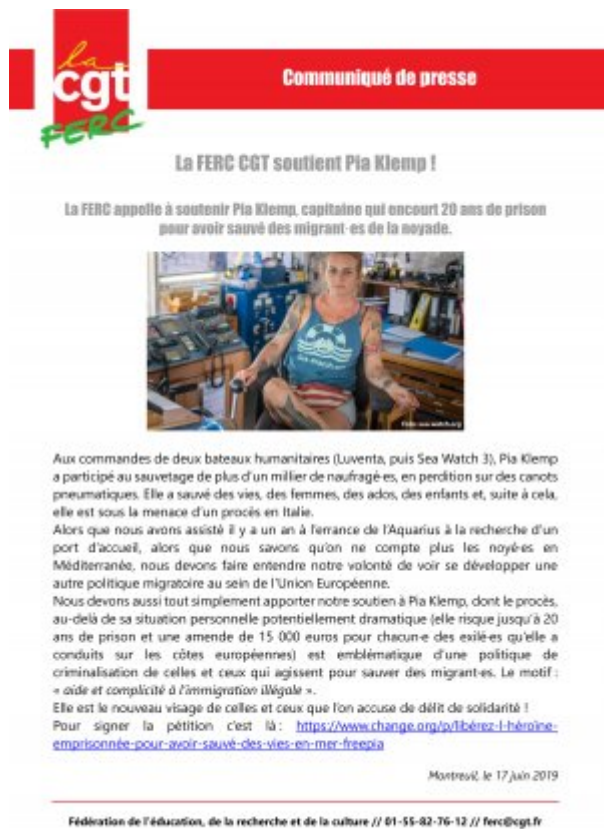 la
cgt
FERC
Communiqué de presse
La FERC CGT soutient Pia Klemp !
La FERC appelle à soutenir Pia Klemp, capitaine qui encourt 20 ans de prison
pour avoir sauvé des migrant·es de la noyade.
Aux commandes de deux bateaux humanitaires (Luventa, puis Sea Watch 3), Pia Klemp
a participé au sauvetage de plus d'un millier de naufragé·es, en perdition sur des canots
pneumatiques. Elle a sauvé des vies, des femmes, des ados, des enfants et, suite à cela,
elle est sous la menace d'un procès en Italie.
Alors que nous avons assisté il y a un an à l'errance de l'Aquarius à la recherche d'un
port d'accueil, alors que nous savons qu'on ne compte plus les noyé·es en
Méditerranée, nous devons faire entendre notre volonté de voir se développer une
autre politique migratoire au sein de l'Union Européenne.
Nous devons aussi tout simplement apporter notre soutien à Pia Klemp, dont le procès,
au-delà de sa situation personnelle potentiellement dramatique (elle risque jusqu'à 20
ans de prison et une amende de 15 000 euros pour chacun·e des exilé·es qu'elle a
conduits sur les côtes européennes) est emblématique d'une politique de
criminalisation de celles et ceux qui agissent pour sauver des migrant·es. Le motif :
« aide et complicité à l'immigration illégale ».
Elle est le nouveau visage de celles et ceux que l'on accuse de délit de solidarité !
Pour signer la pétition c'est là : https://www.change.org/p/libérez-l-héroïne-
emprisonnée-pour-avoir-sauvé-des-vies-en-mer-freepia
Montreuil, le 17 juin 2019
Fédération de l'éducation, de la recherche et de la culture // 01-55-82-76-12 // ferc@cgt.fr